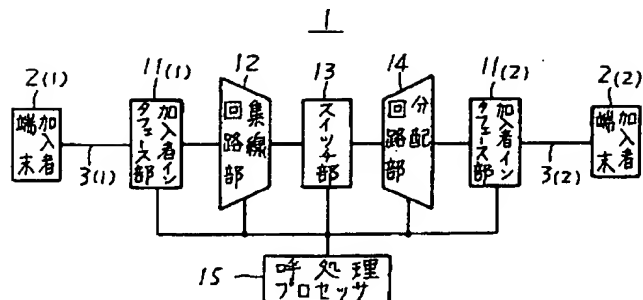 1
2(1)
11(1)
12
13
14
11(2)
2(2)
加入者
端末
加入者イン
タフェース部
集線
回路部
スイッチ部
分配
回路部
加入者イン
タフェース部
加入者
端末
3(1)
3(2)
15
呼処理
プロセッサ